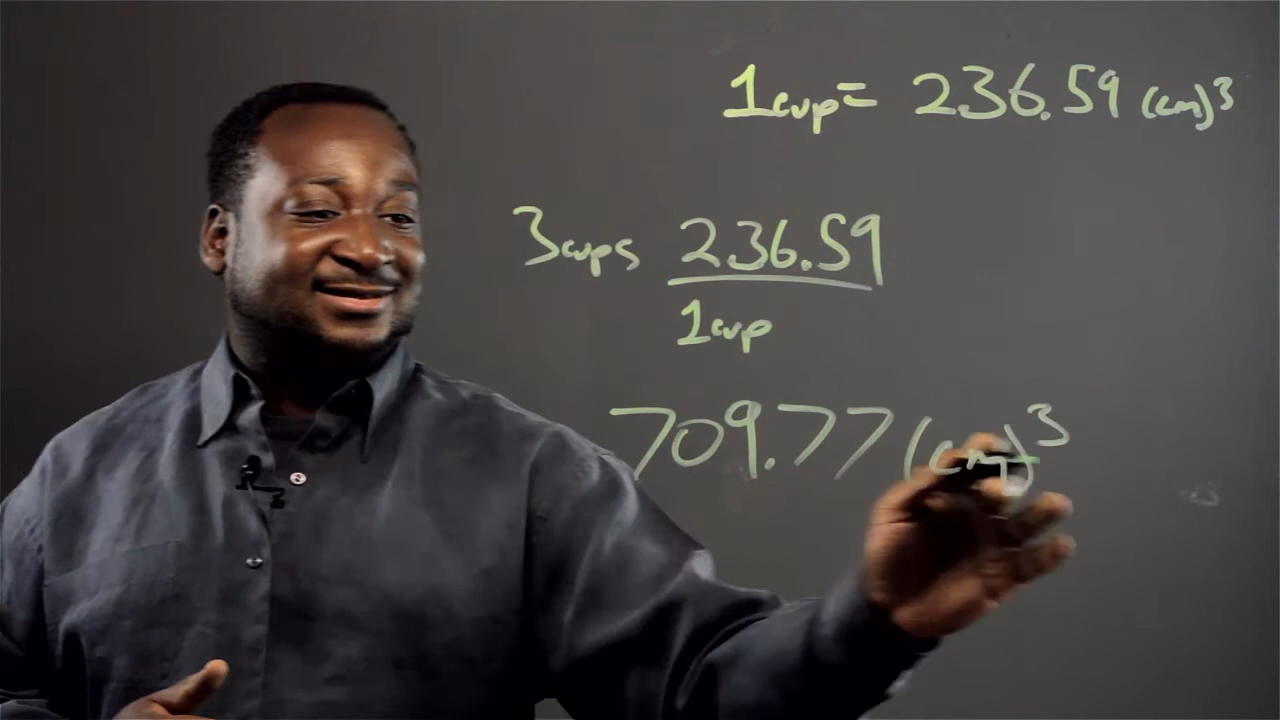 1cup = 236.59 (cm)³
3cups 236.59
1cup
709.77 (cm)³